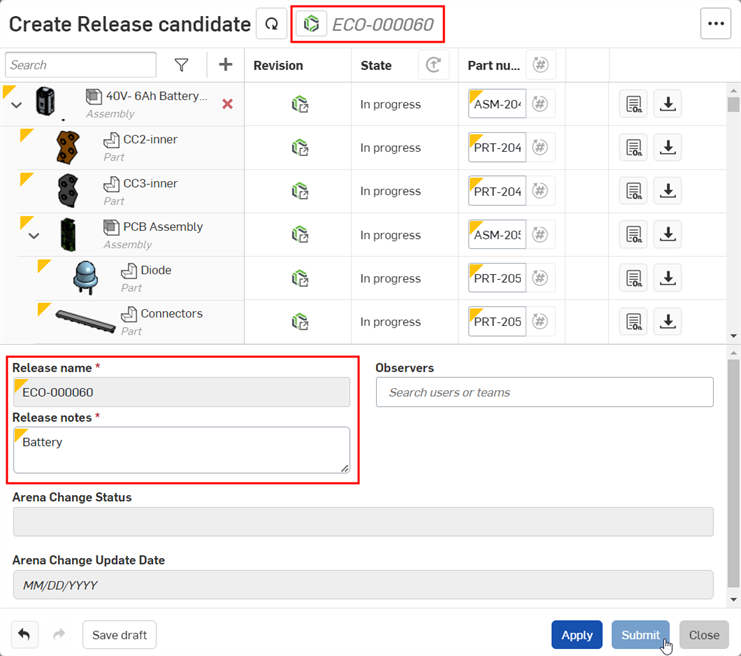 Create Release candidate ECO-000060
Search Revision State Part nu...
40V- 6Ah Battery... In progress ASM-204
Assembly
CC2-inner In progress PRT-204
Part
CC3-inner In progress PRT-204
Part
PCB Assembly In progress ASM-205
Assembly
Diode In progress PRT-205
Part
Connectors In progress PRT-205
Part
Release name * Observers
ECO-000060 Search users or teams
Release notes *
Battery
Arena Change Status
Arena Change Update Date
MM/DD/YYYY
Save draft Apply Submit Close